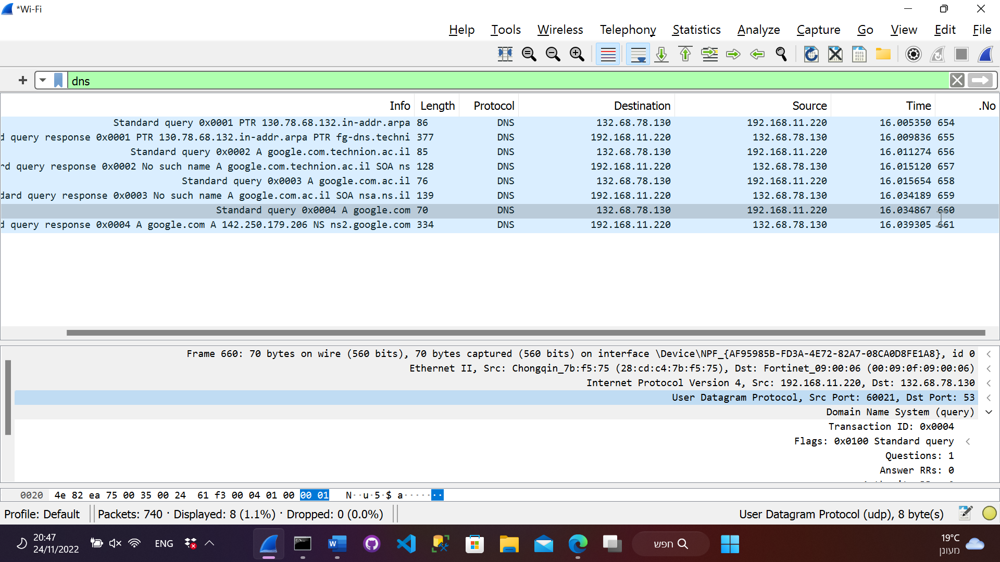 *Wi-Fi
Help Tools Wireless Telephony Statistics Analyze Capture Go View Edit File
dns
Info Length Protocol Destination Source Time .No
Standard query 0x0001 PTR 130.78.68.132.in-addr.arpa 86 DNS 132.68.78.130 192.168.11.220 16.005350 654
d query response 0x0001 PTR 130.78.68.132.in-addr.arpa PTR fg-dns.techni 377 DNS 192.168.11.220 132.68.78.130 16.009836 655
Standard query 0x0002 A google.com.technion.ac.il 85 DNS 132.68.78.130 192.168.11.220 16.011274 656
rd query response 0x0002 No such name A google.com.technion.ac.il SOA ns 128 DNS 192.168.11.220 132.68.78.130 16.015120 657
Standard query 0x0003 A google.com.ac.il 76 DNS 132.68.78.130 192.168.11.220 16.015654 658
dard query response 0x0003 No such name A google.com.ac.il SOA nsa.ns.il 139 DNS 192.168.11.220 132.68.78.130 16.034189 659
Standard query 0x0004 A google.com 70 DNS 132.68.78.130 192.168.11.220 16.034867 660
d query response 0x0004 A google.com A 142.250.179.206 NS ns2.google.com 334 DNS 192.168.11.220 132.68.78.130 16.039305 661
Frame 660: 70 bytes on wire (560 bits), 70 bytes captured (560 bits) on interface \Device\NPF_{AF95985B-FD3A-4E72-82A7-08CA0D8FE1A8}, id 0
Ethernet II, Src: Chongqin_7b:f5:75 (28:cd:c4:7b:f5:75), Dst: Fortinet_09:00:06 (00:09:0f:09:00:06)
Internet Protocol Version 4, Src: 192.168.11.220, Dst: 132.68.78.130
User Datagram Protocol, Src Port: 60021, Dst Port: 53
Domain Name System (query)
Transaction ID: 0x0004
Flags: 0x0100 Standard query
Questions: 1
Answer RRs: 0
0020 4e 82 ea 75 00 35 00 24 61 f3 00 04 01 00 00 01 N··u·5·$ a·······
Profile: Default Packets: 740 · Displayed: 8 (1.1%) · Dropped: 0 (0.0%) User Datagram Protocol (udp), 8 byte(s)
20:47
24/11/2022
ENG
חפש
19°C
מעונן